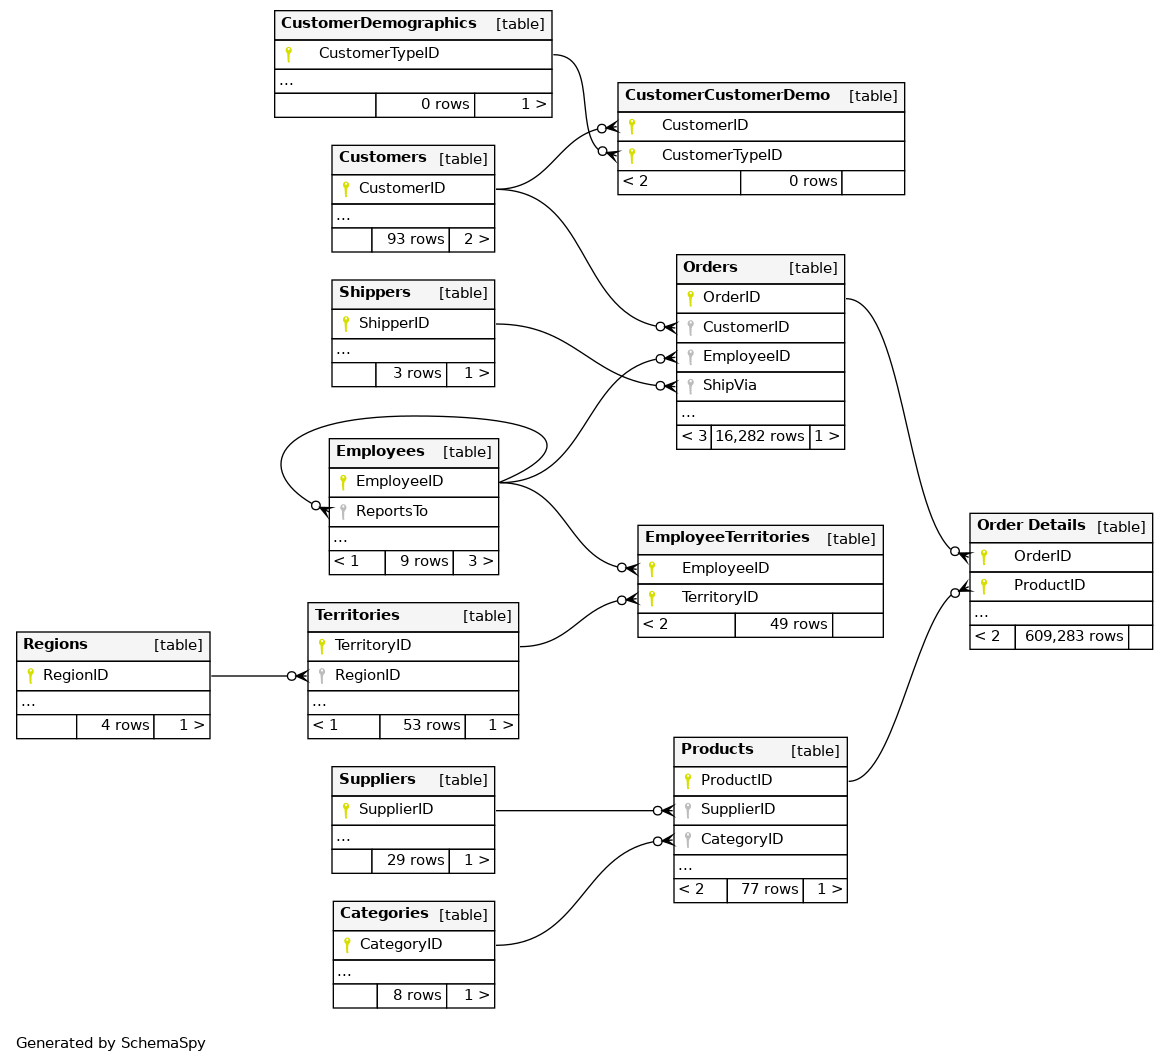 CustomerDemographics [table]
CustomerTypeID
...
0 rows 1 >
CustomerCustomerDemo [table]
CustomerID
CustomerTypeID
< 2 0 rows
Customers [table]
CustomerID
...
93 rows 2 >
Orders [table]
OrderID
CustomerID
EmployeeID
ShipVia
...
< 3 16,282 rows 1 >
Shippers [table]
ShipperID
...
3 rows 1 >
Employees [table]
EmployeeID
ReportsTo
...
< 1 9 rows 3 >
EmployeeTerritories [table]
EmployeeID
TerritoryID
< 2 49 rows
Order Details [table]
OrderID
ProductID
...
< 2 609,283 rows
Territories [table]
TerritoryID
RegionID
...
< 1 53 rows 1 >
Regions [table]
RegionID
...
4 rows 1 >
Products [table]
ProductID
SupplierID
CategoryID
...
< 2 77 rows 1 >
Suppliers [table]
SupplierID
...
29 rows 1 >
Categories [table]
CategoryID
...
8 rows 1 >
Generated by SchemaSpy